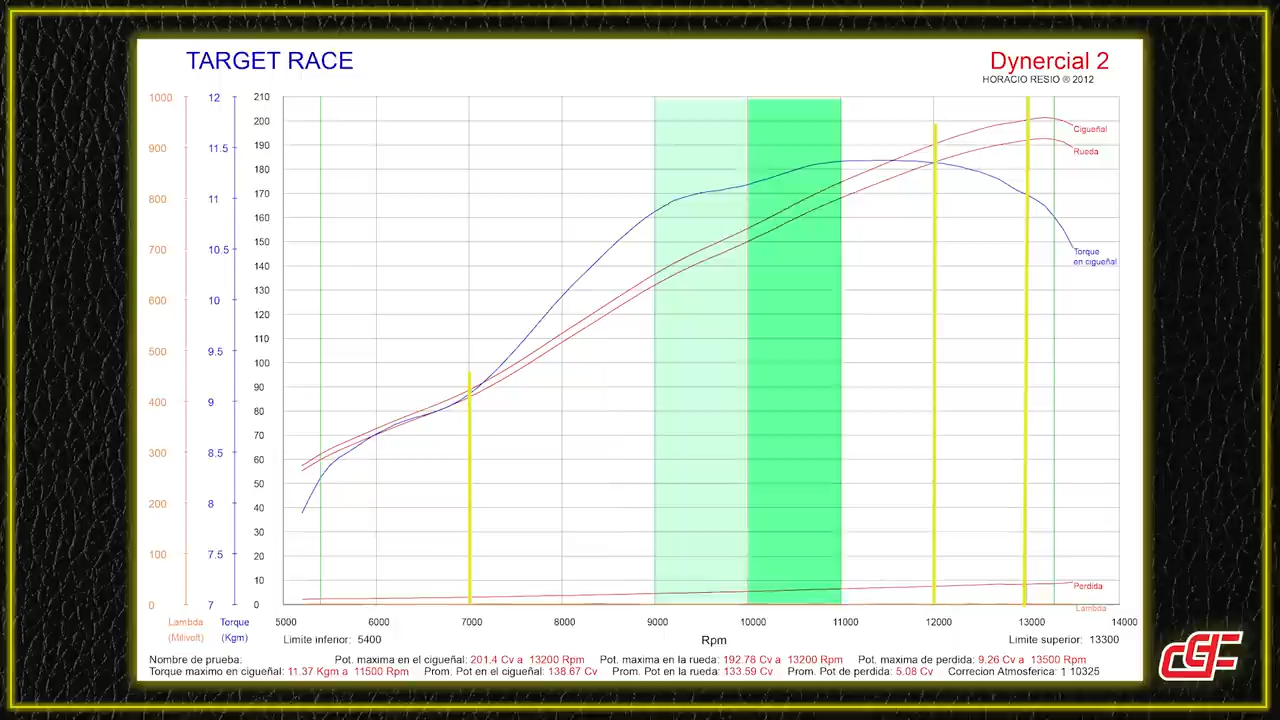 TARGET RACE
Dynercial 2
HORACIO RESIO ® 2012
1000 12 210
200
900 11.5 190
180
170
800 11 160
150
700 10.5 140
130
600 10 120
110
500 9.5 100
90
400 9 80
70
300 8.5 60
50
200 8 40
30
100 7.5 20
10
0 7 0
Cigueñal
Rueda
Torque
en cigueñal
Perdida
Lambda
5000 6000 7000 8000 9000 10000 11000 12000 13000 14000
Lambda Torque
(Milivolt) (Kgm)
Limite inferior: 5400
Rpm
Limite superior: 13300
Nombre de prueba: Pot. maxima en el cigueñal: 201.4 Cv a 13200 Rpm Pot. maxima en la rueda: 192.78 Cv a 13200 Rpm Pot. maxima de perdida: 9.26 Cv a 13500 Rpm
Torque maximo en cigueñal: 11.37 Kgm a 11500 Rpm Prom. Pot en el cigueñal: 138.67 Cv Prom. Pot en la rueda: 133.59 Cv Prom. Pot de perdida: 5.08 Cv Correcion Atmosferica: 1 10325